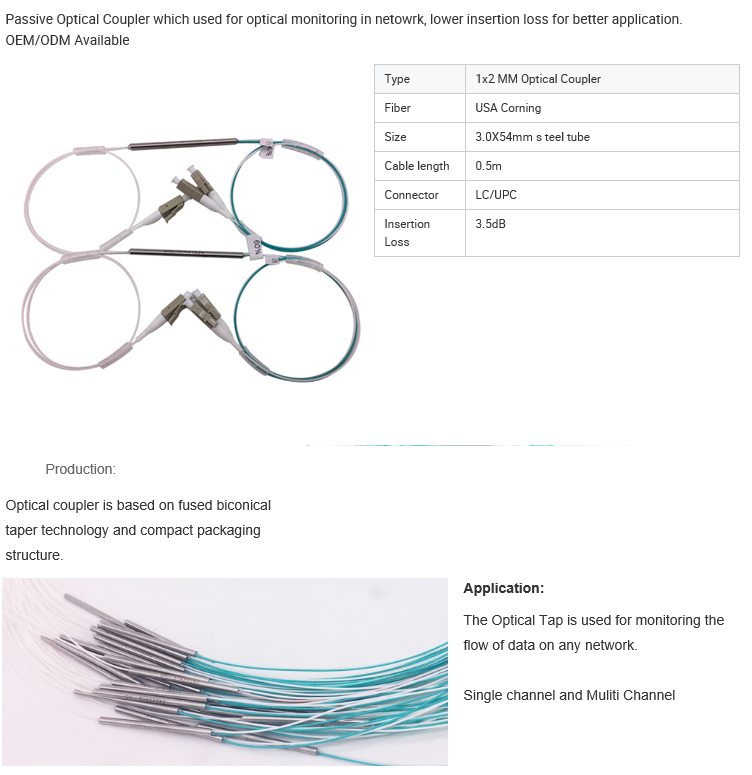 Passive Optical Coupler which used for optical monitoring in netowrk, lower insertion loss for better application.
OEM/ODM Available
Type 1x2 MM Optical Coupler
Fiber USA Corning
Size 3.0X54mm s teel tube
Cable length 0.5m
Connector LC/UPC
Insertion 3.5dB
Loss
60%
Production:
Optical coupler is based on fused biconical
taper technology and compact packaging
structure.
Application:
The Optical Tap is used for monitoring the
flow of data on any network.
Single channel and Muliti Channel